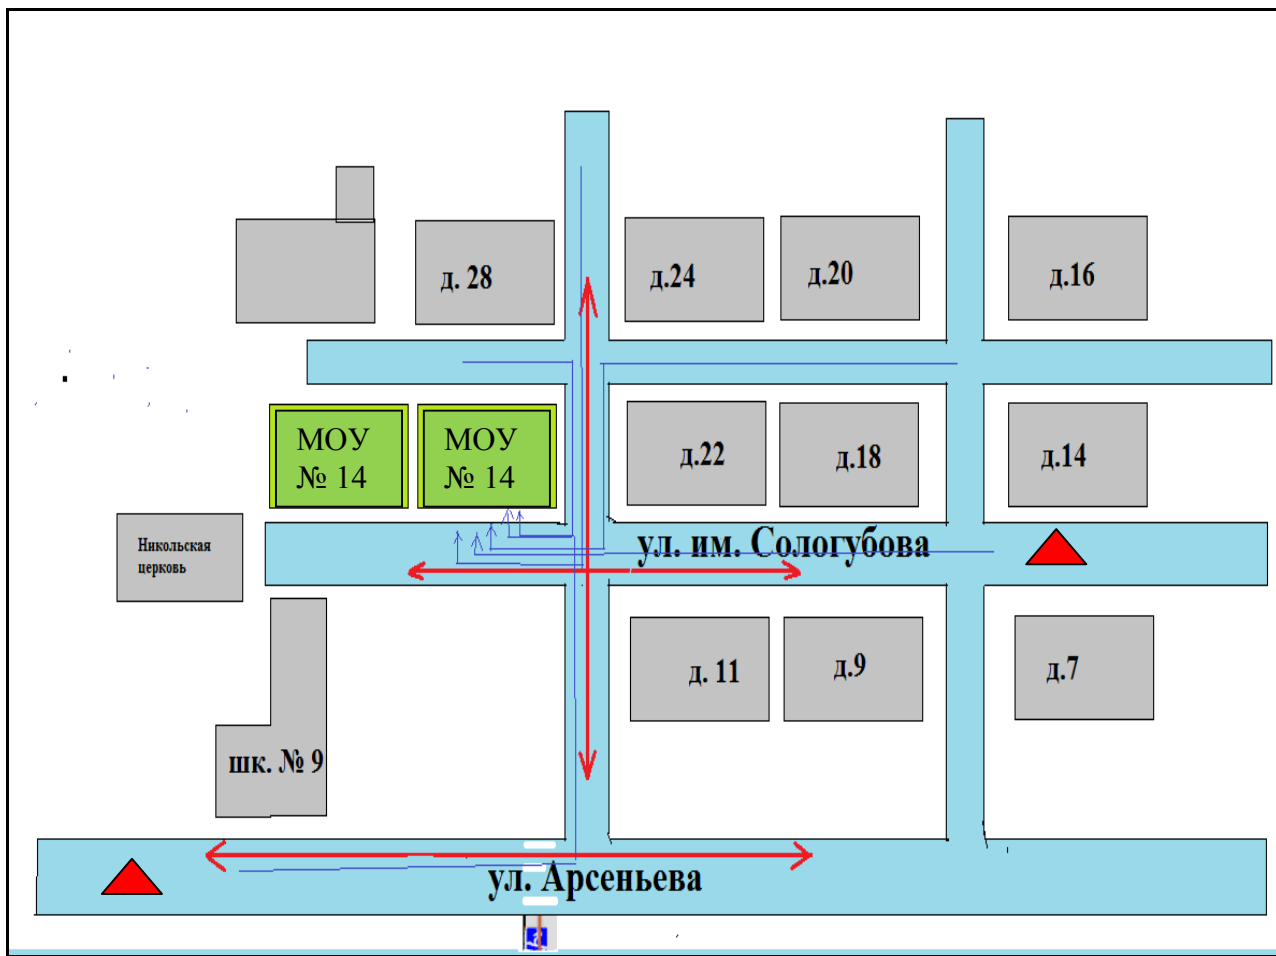 д. 28
д.24
д.20
д.16
МОУ
№ 14
МОУ
№ 14
д.22
д.18
д.14
Никольская
церковь
ул. им. Сологубова
д. 11
д.9
д.7
шк. № 9
ул. Арсеньева